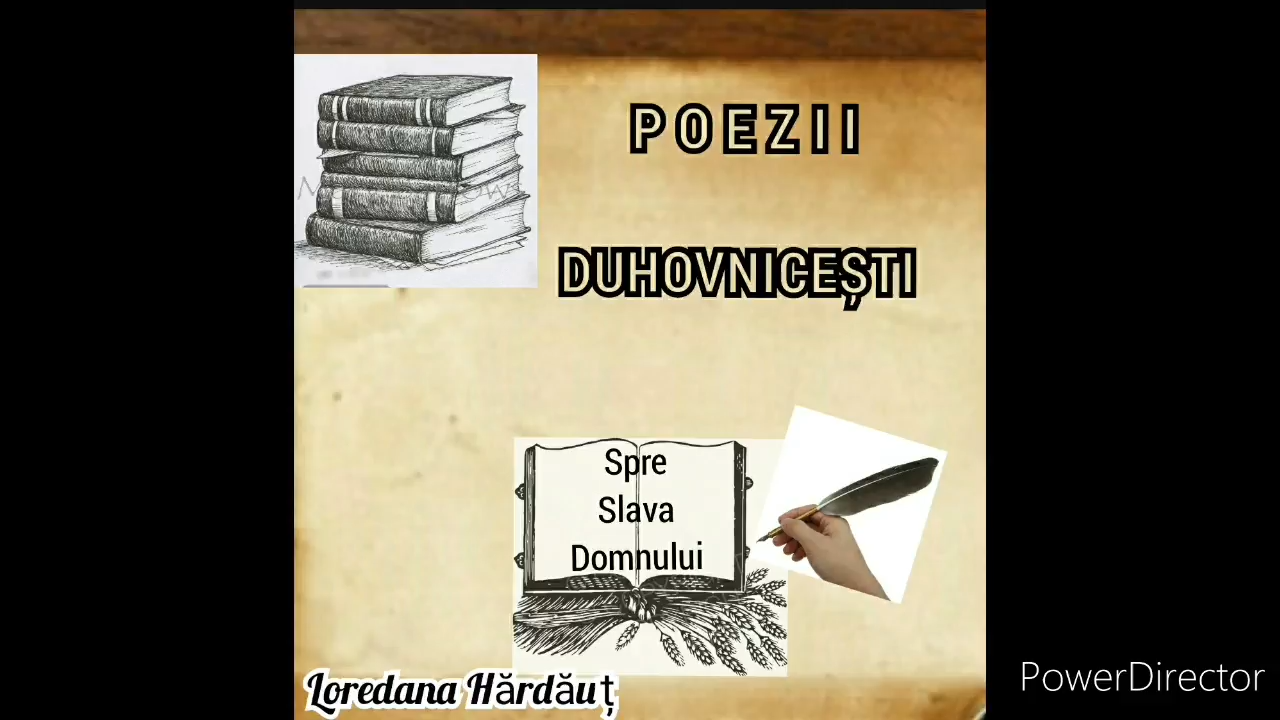 POEZII
DUHOVNICEȘTI
Spre
Slava
Domnului
Loredana Hărdăuț
PowerDirector